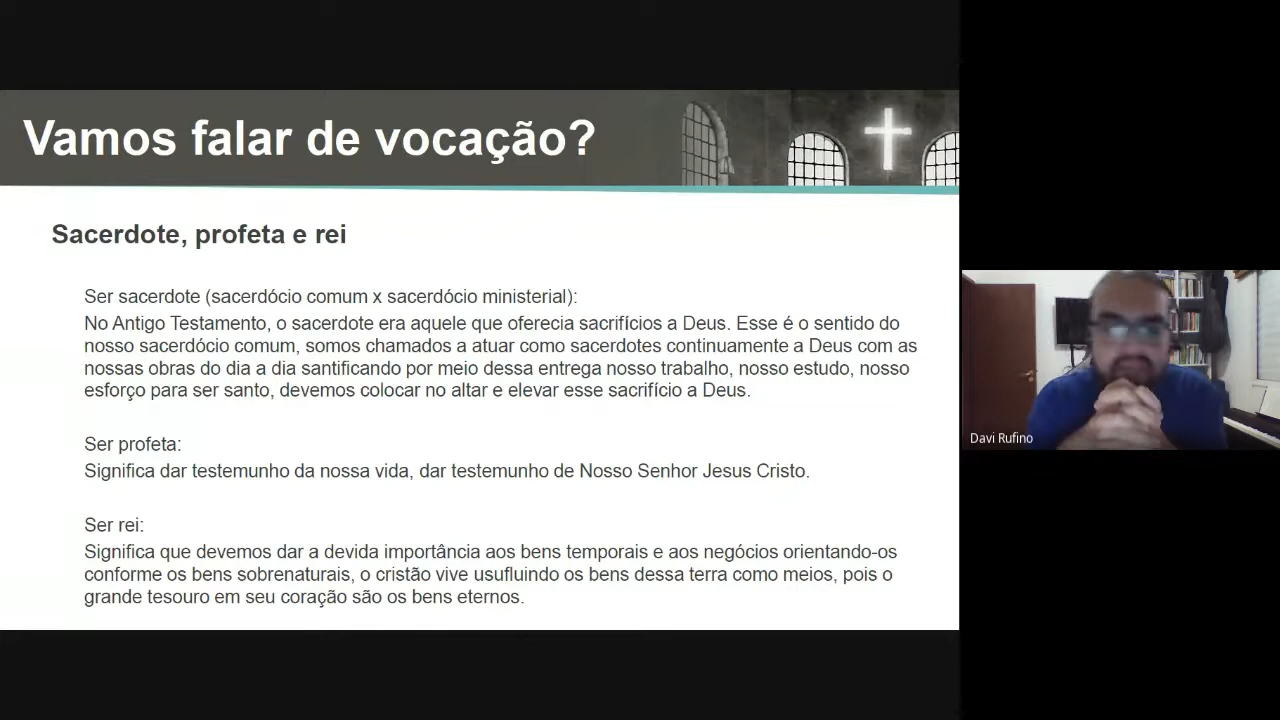 Vamos falar de vocação?
Sacerdote, profeta e rei
Ser sacerdote (sacerdócio comum x sacerdócio ministerial):
No Antigo Testamento, o sacerdote era aquele que oferecia sacrifícios a Deus. Esse é o sentido do
nosso sacerdócio comum, somos chamados a atuar como sacerdotes continuamente a Deus com as
nossas obras do dia a dia santificando por meio dessa entrega nosso trabalho, nosso estudo, nosso
esforço para ser santo, devemos colocar no altar e elevar esse sacrifício a Deus.
Ser profeta:
Significa dar testemunho da nossa vida, dar testemunho de Nosso Senhor Jesus Cristo.
Ser rei:
Significa que devemos dar a devida importância aos bens temporais e aos negócios orientando-os
conforme os bens sobrenaturais, o cristão vive usufluindo os bens dessa terra como meios, pois o
grande tesouro em seu coração são os bens eternos.
Davi Rufino